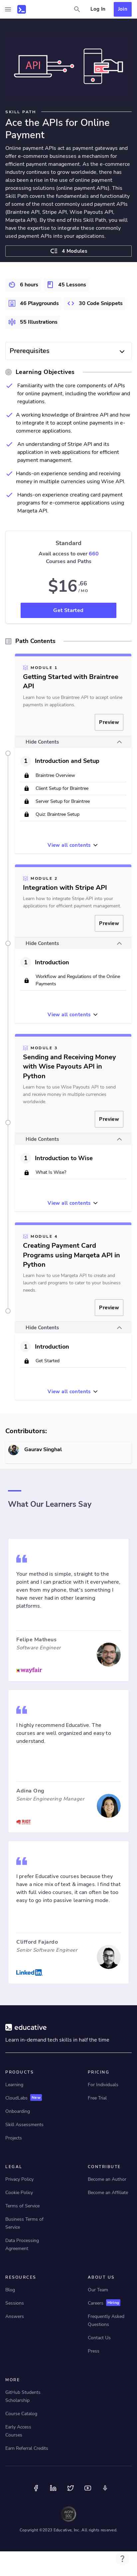 Log In
Join
API
SKILL PATH
Ace the APIs for Online
Payment
Online payment APIs act as payment gateways that
offer e-commerce businesses a mechanism for
payment management. As the e-commerce
industry continues to grow globally, more online
businesses are relying on payment APIs to
process seamless payments (online APIs). This
Skill Path covers the fundamentals and functionality
of some of the most commonly used payment APIs
(Braintree API, Stripe API, Wise Payouts API,
Marqeta API). By the end of this Skill Path, you will
have the competence to integrate these top
payment APIs into your applications.
4 Modules
6 hours
45 Lessons
46 Playgrounds
30 Code Snippets
55 Illustrations
Prerequisites
Learning Objectives
Familiarity with the core components of APIs
for online payment, including the workflow and
regulations.
A working knowledge of Braintree API and how
to integrate it to accept online payments in e-
commerce applications.
An understanding of Stripe API and its
application in web applications for efficient
payment management.
Hands-on experience sending and receiving
money in multiple currencies using Wise API.
Hands-on experience creating card payment
offerings for e-commerce applications using
Marqeta API.
Standard
Avail access to over 660
Courses and Paths
$16.66
/ MO
Get Started
Path Contents
MODULE 1
Getting Started with Braintree
API
Learn how to use Braintree API to accept online
payments in applications.
Preview
Hide Contents
1 Introduction and Setup
Braintree Overview
Client Setup for Braintree
Server Setup for Braintree
Quiz: Braintree Setup
View all contents
MODULE 2
Integration with Stripe API
Learn how to integrate Stripe API into your
applications for efficient payment management.
Preview
Hide Contents
1 Introduction
Workflow and Regulations of the Online
Payments
View all contents
MODULE 3
Sending and Receiving Money
with Wise Payouts API in
Python
Learn how to use Wise Payouts API to send
and receive money in multiple currencies
worldwide.
Preview
Hide Contents
1 Introduction to Wise
What Is Wise?
View all contents
MODULE 4
Creating Payment Card
Programs using Marqeta API in
Python
Learn how to use Marqeta API to create and
launch card programs to cater to your business
needs.
Preview
Hide Contents
1 Introduction
Get Started
View all contents
Contributors:
Gaurav Singhal
What Our Learners Say
Your method is simple, straight to the
point and I can practice with it everywhere,
even from my phone, that's something I
have never had on other learning
platforms.
Felipe Matheus
Software Engineer
wayfair
I highly recommend Educative. The
courses are well organized and easy to
understand.
Adina Ong
Senior Engineering Manager
I prefer Educative courses because they
have a nice mix of text & images. I find that
with full video courses, it can often be too
easy to go into passive learning mode.
Clifford Fajardo
Senior Software Engineer
Linkedin
educative
Learn in-demand tech skills in half the time
PRODUCTS
Learning
CloudLabs New
Onboarding
Skill Assessments
Projects
PRICING
For Individuals
Free Trial
LEGAL
Privacy Policy
Cookie Policy
Terms of Service
Business Terms of
Service
Data Processing
Agreement
CONTRIBUTE
Become an Author
Become an Affiliate
RESOURCES
Blog
Sessions
Answers
ABOUT US
Our Team
Careers Hiring
Frequently Asked
Questions
Contact Us
Press
MORE
GitHub Students
Scholarship
Course Catalog
Early Access
Courses
Earn Referral Credits
Copyright ©2023 Educative, Inc. All rights reserved.
?